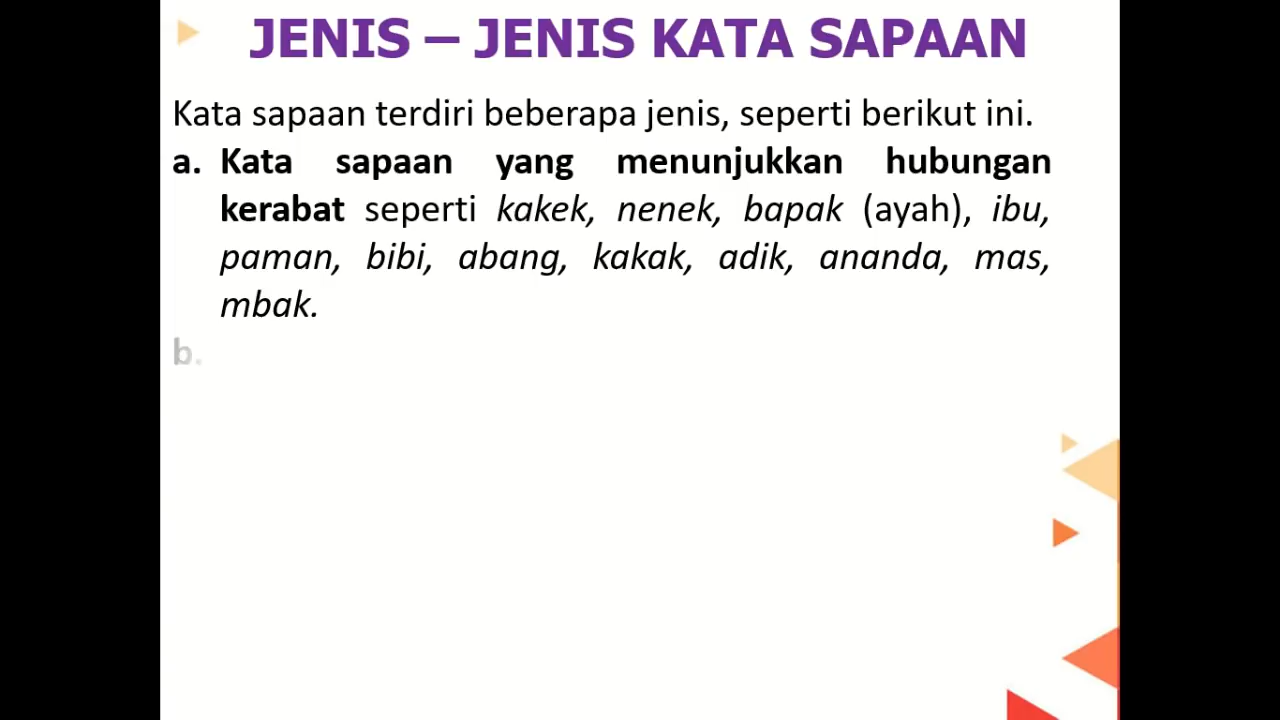 JENIS – JENIS KATA SAPAAN
Kata sapaan terdiri beberapa jenis, seperti berikut ini.
a. Kata sapaan yang menunjukkan hubungan
kerabat seperti kakek, nenek, bapak (ayah), ibu,
paman, bibi, abang, kakak, adik, ananda, mas,
mbak.
b.